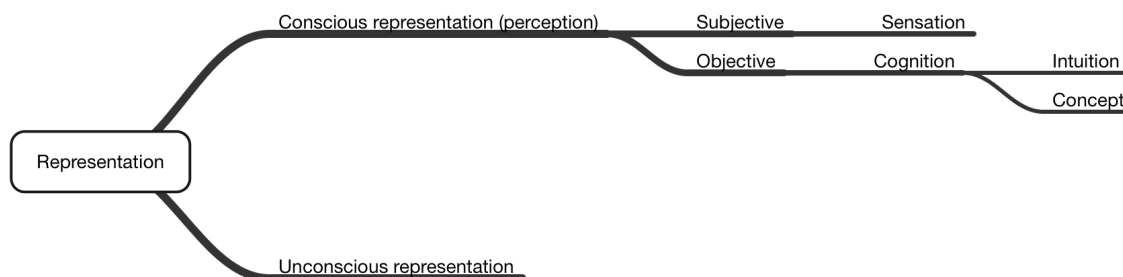 Conscious representation (perception)
Subjective
Sensation
Objective
Cognition
Intuition
Concept
Representation
Unconscious representation